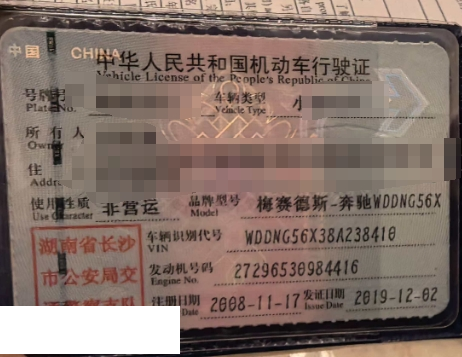 中国 CHINA
中华人民共和国机动车行驶证
Vehicle License of the People's Republic of China
号牌 车辆类型 小
Plate No. Vehicle Type
所有人
Owner
住
Addre
使用性质 非营运 品牌型号 梅赛德斯-奔驰WDDNG56X
Use Character Model
湖南省长沙 车辆识别代号 WDDNG56X38A238410
VIN
市公安局交 发动机号码 27296530984416
Engine No.
注册日期 2008-11-17 发证日期 2019-12-02
Date Issue Date